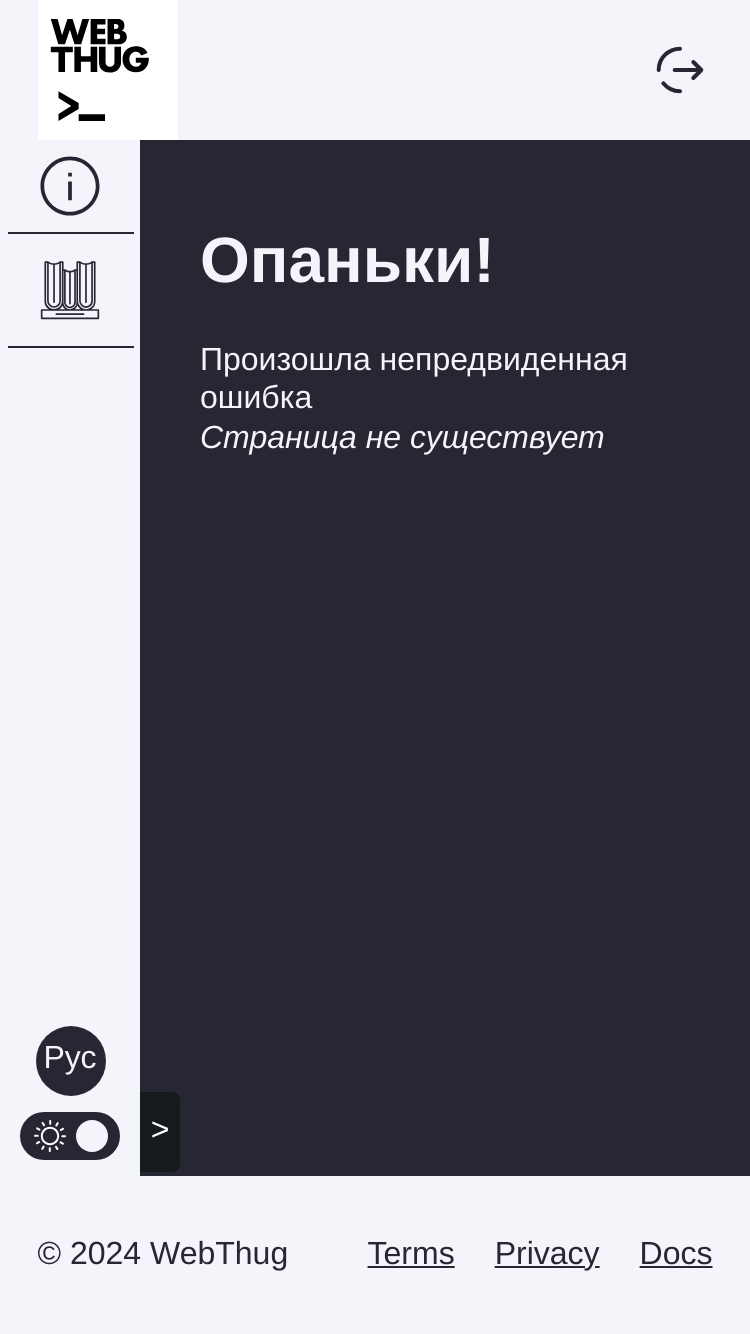 WEB
THUG
>_
Опаньки!
Произошла непредвиденная
ошибка
Страница не существует
Рус
>
© 2024 WebThug Terms Privacy Docs